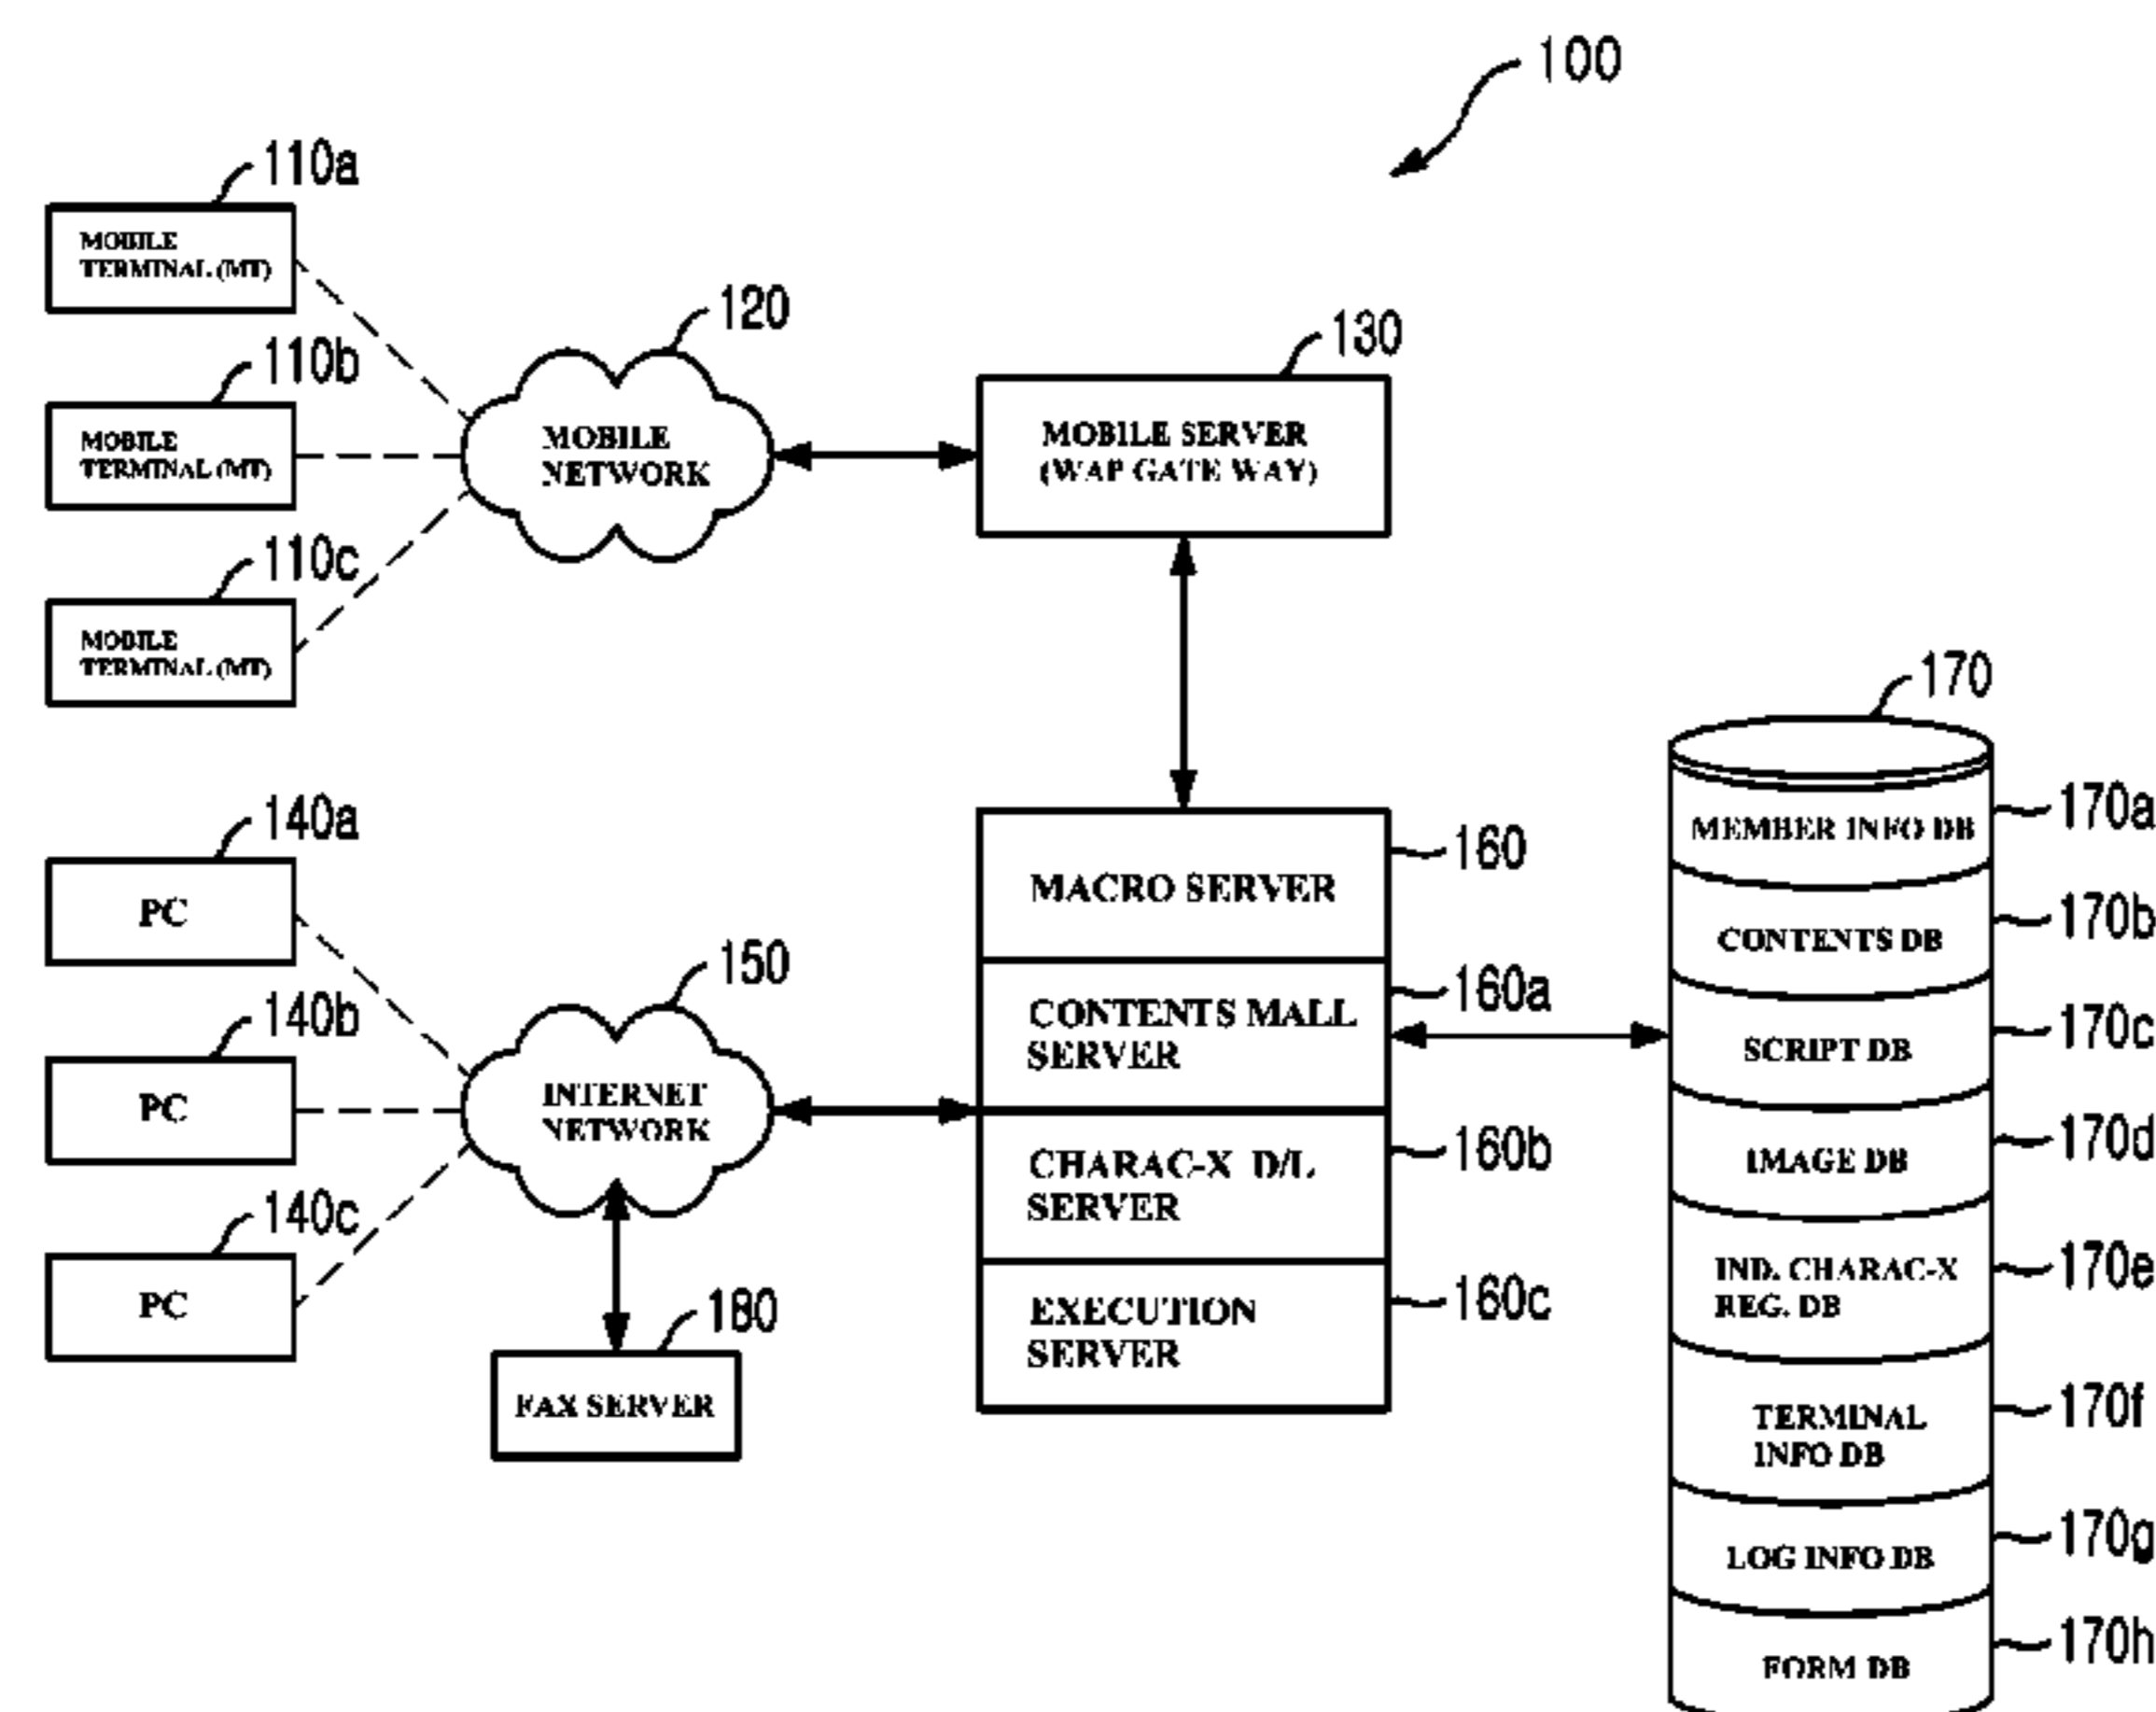 100
110a
MOBILE
TERMINAL (MT)
110b
MOBILE
TERMINAL (MT)
110c
MOBILE
TERMINAL (MT)
120
MOBILE
NETWORK
130
MOBILE SERVER
(WAP GATE WAY)
140a
PC
140b
PC
140c
PC
150
INTERNET
NETWORK
180
FAX SERVER
160
MACRO SERVER
160a
CONTENTS MALL
SERVER
160b
CHARAC-X D/L
SERVER
160c
EXECUTION
SERVER
170
170a
MEMBER INFO DB
170b
CONTENTS DB
170c
SCRIPT DB
170d
IMAGE DB
170e
IND. CHARAC-X
REG. DB
170f
TERMINAL
INFO DB
170g
LOG INFO DB
170h
FORM DB